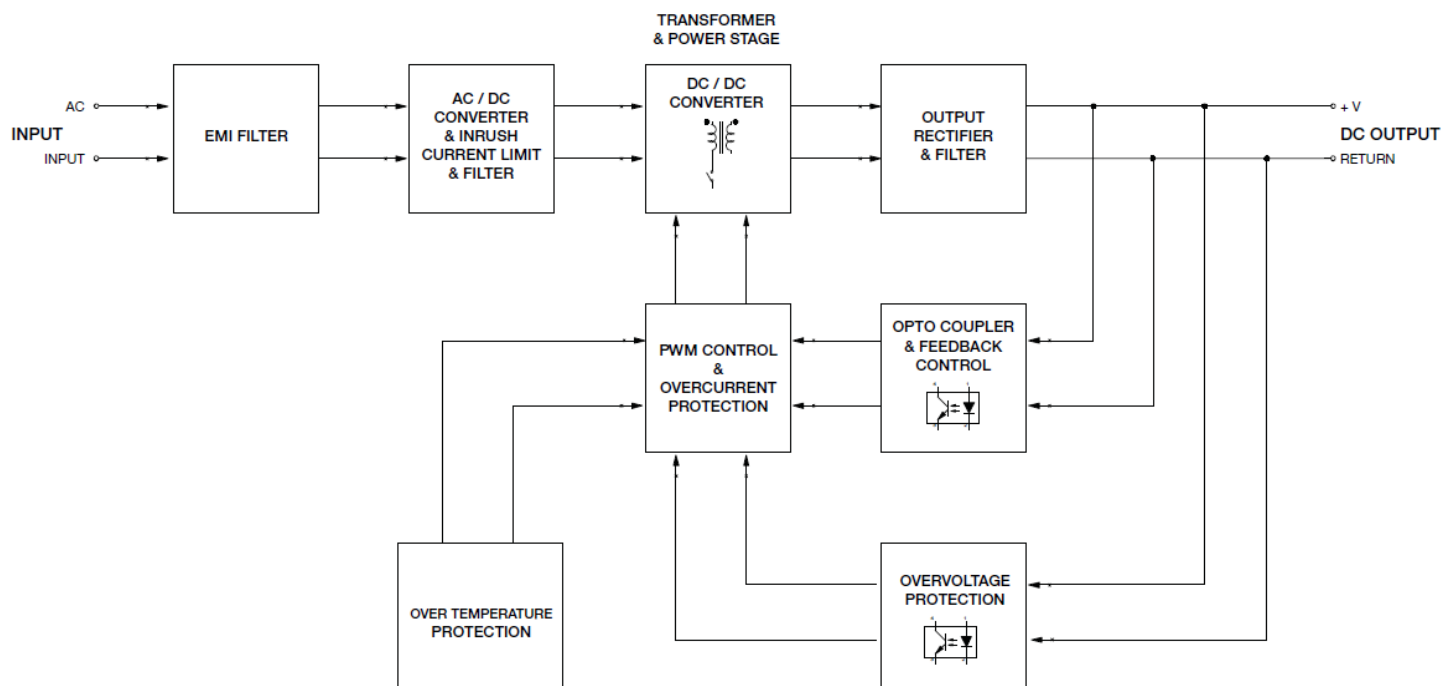 TRANSFORMER
& POWER STAGE
AC
INPUT
INPUT
EMI FILTER
AC / DC
CONVERTER
& INRUSH
CURRENT LIMIT
& FILTER
DC / DC
CONVERTER
OUTPUT
RECTIFIER
& FILTER
+ V
DC OUTPUT
RETURN
PWM CONTROL
&
OVERCURRENT
PROTECTION
OPTO COUPLER
& FEEDBACK
CONTROL
OVER TEMPERATURE
PROTECTION
OVERVOLTAGE
PROTECTION